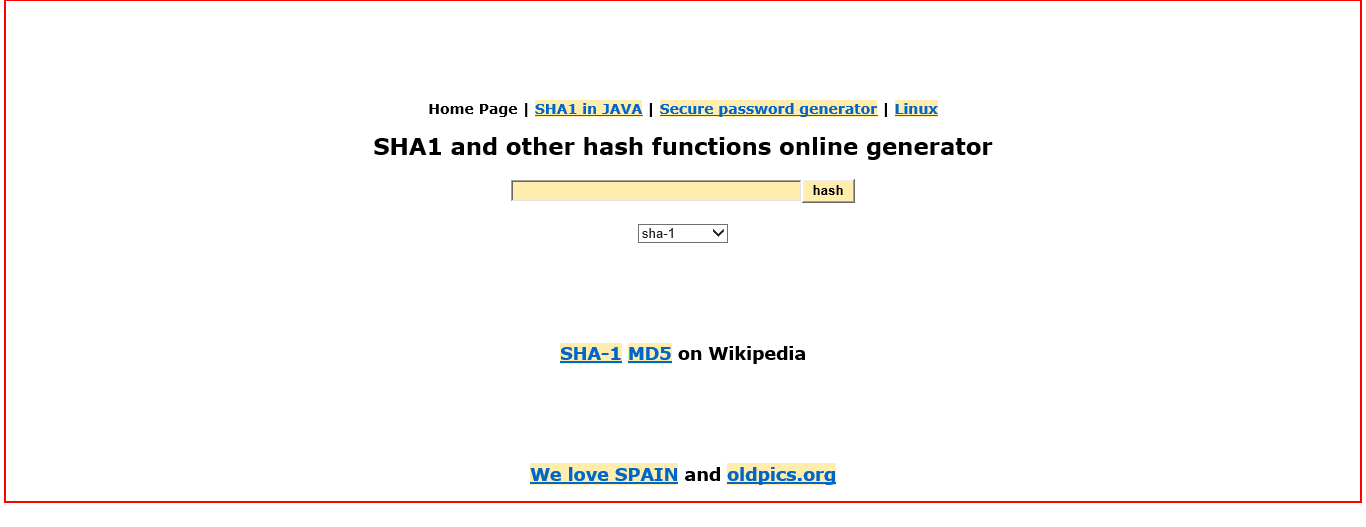 Home Page | SHA1 in JAVA | Secure password generator | Linux
SHA1 and other hash functions online generator
hash
sha-1
SHA-1 MD5 on Wikipedia
We love SPAIN and oldpics.org